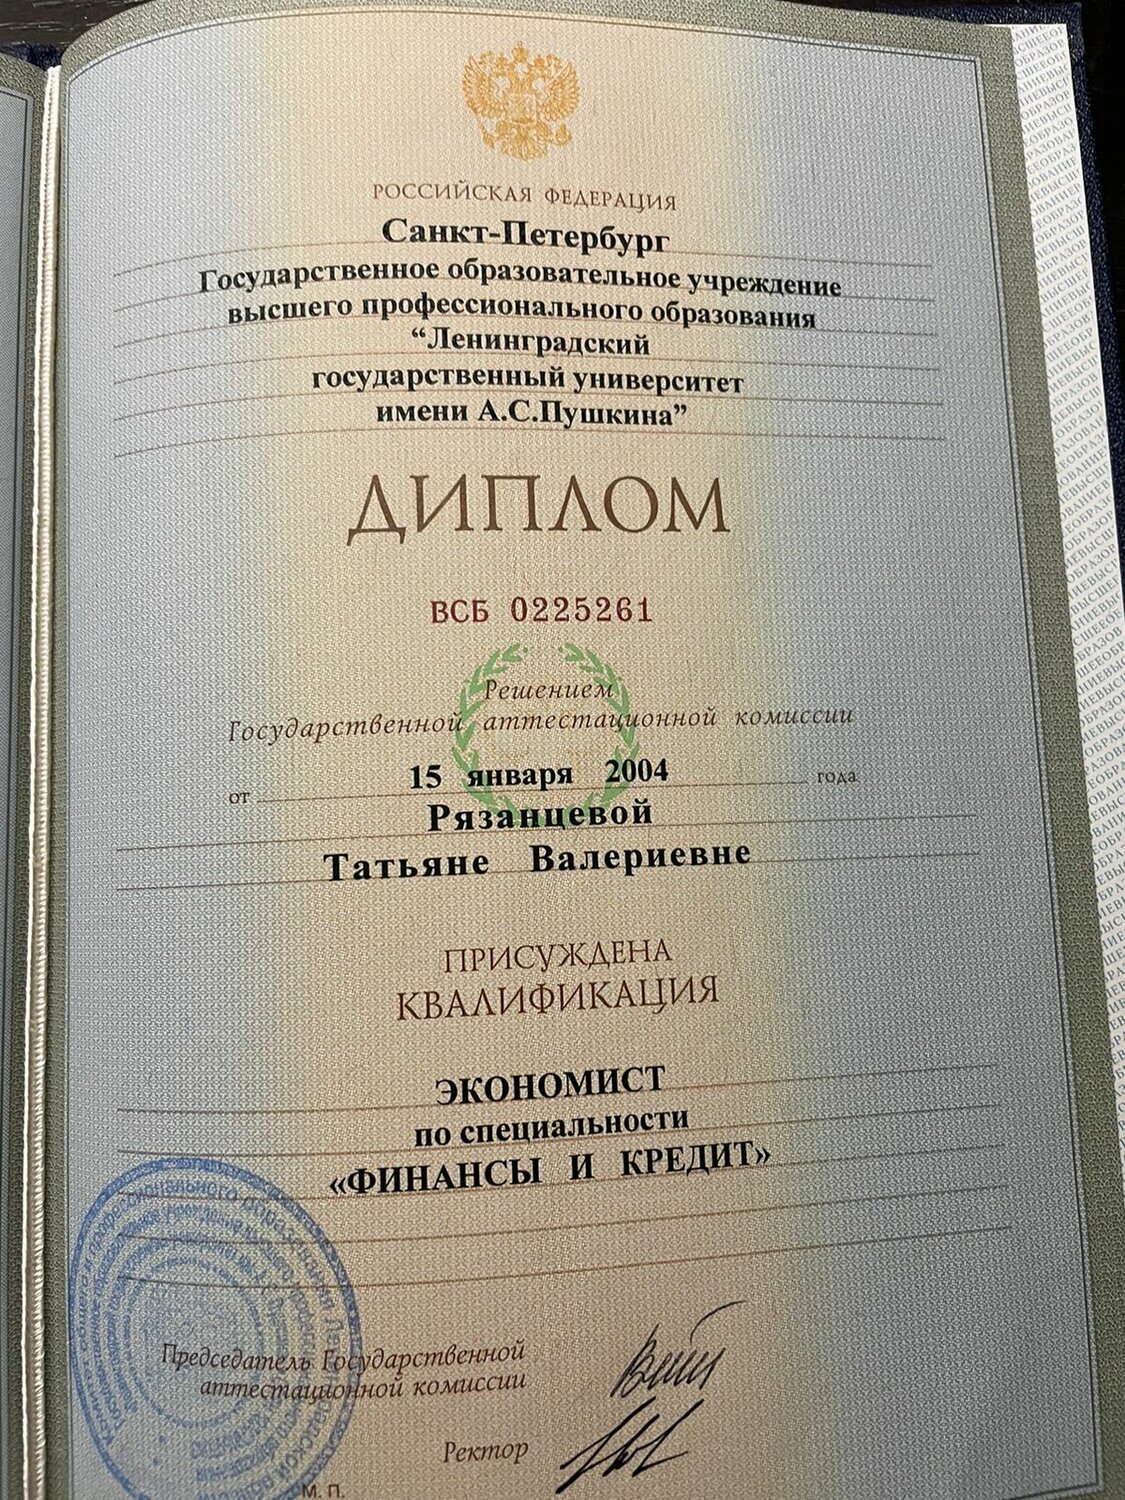 РОССИЙСКАЯ ФЕДЕРАЦИЯ
Санкт-Петербург
Государственное образовательное учреждение
высшего профессионального образования
“Ленинградский
государственный университет
имени А.С.Пушкина”
ДИПЛОМ
ВСБ 0225261
Решением
Государственной аттестационной комиссии
от 15 января 2004 года
Рязанцевой
Татьяне Валериевне
ПРИСУЖДЕНА
КВАЛИФИКАЦИЯ
ЭКОНОМИСТ
по специальности
«ФИНАНСЫ И КРЕДИТ»
Председатель Государственной
аттестационной комиссии
Ректор
М. П.